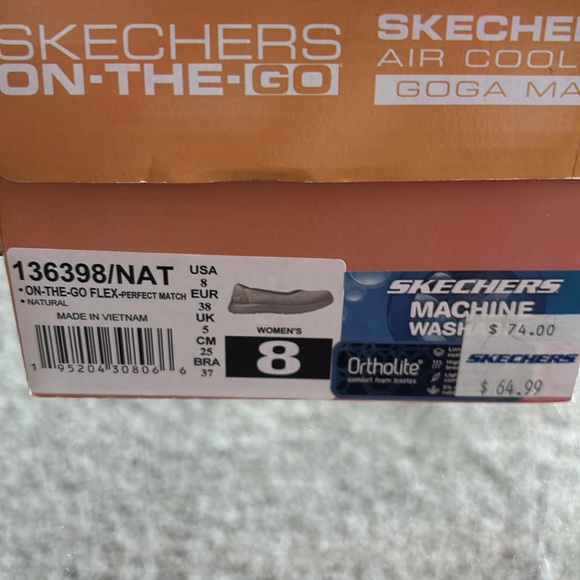 SKECHERS
ON-THE-GO
SKECHE
AIR COOL
GOGA MA
136398/NAT
• ON-THE-GO FLEX-PERFECT MATCH
• NATURAL
MADE IN VIETNAM
1 95204 30806 6
USA
8
EUR
38
UK
5
CM
25
BRA
37
WOMEN'S
8
SKECHERS
MACHINE
WASHA
$ 74.00
SKECHERS
$ 64.99
Ortholite®
comfort foam insoles